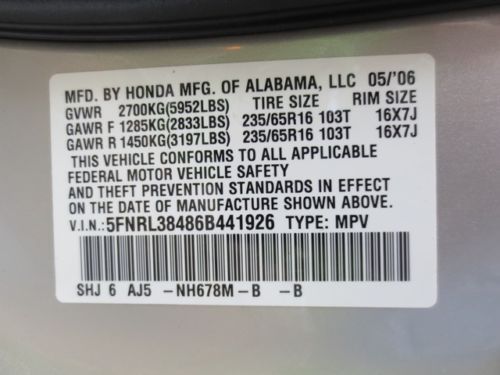 MFD. BY HONDA MFG. OF ALABAMA, LLC 05/'06
GVWR 2700KG(5952LBS) TIRE SIZE RIM SIZE
GAWR F 1285KG(2833LBS) 235/65R16 103T 16X7J
GAWR R 1450KG(3197LBS) 235/65R16 103T 16X7J
THIS VEHICLE CONFORMS TO ALL APPLICABLE
FEDERAL MOTOR VEHICLE SAFETY
AND THEFT PREVENTION STANDARDS IN EFFECT
ON THE DATE OF MANUFACTURE SHOWN ABOVE.
V.I.N.: 5FNRL38486B441926 TYPE: MPV
SHJ 6 AJ5 -NH678M-B -B